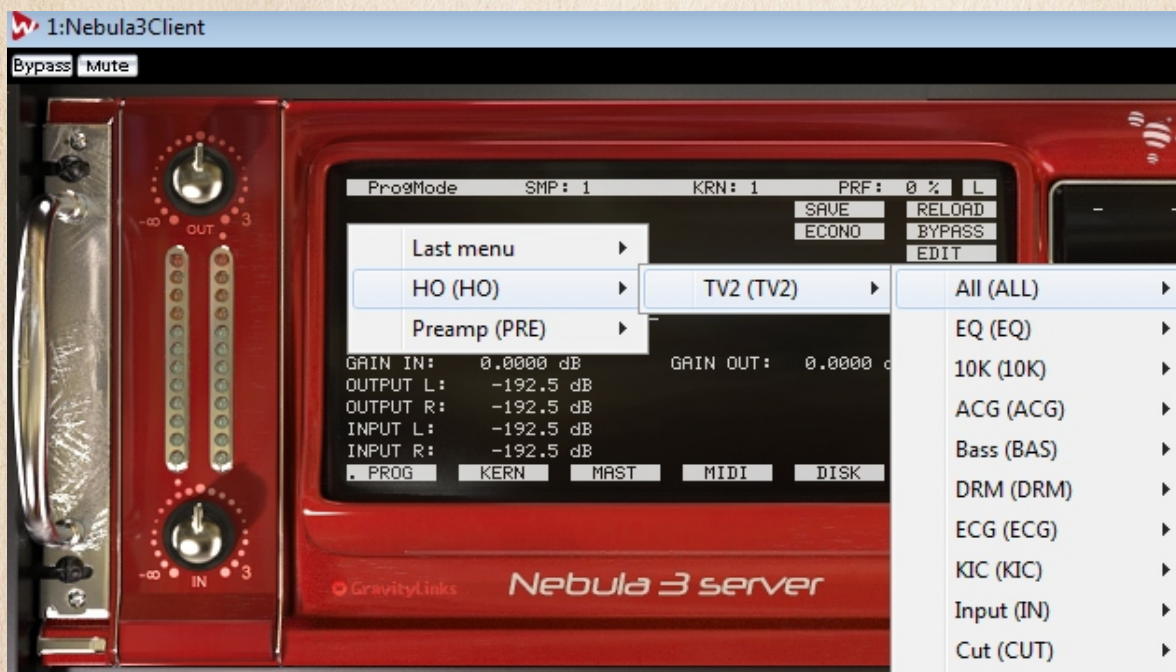 1:Nebula3Client
Bypass Mute
ProgMode SMP: 1 KRN: 1 PRF: 0 % L
SAVE RELOAD
ECONO BYPASS
EDIT
Last menu
HO (HO)
Preamp (PRE)
TV2 (TV2)
All (ALL)
EQ (EQ)
10K (10K)
ACG (ACG)
Bass (BAS)
DRM (DRM)
ECG (ECG)
KIC (KIC)
Input (IN)
Cut (CUT)
-∞ OUT 3
GAIN IN: 0.0000 dB GAIN OUT: 0.0000
OUTPUT L: -192.5 dB
OUTPUT R: -192.5 dB
INPUT L: -192.5 dB
INPUT R: -192.5 dB
. PROG KERN MAST MIDI DISK
-∞ IN 3
GravityLinks Nebula 3 server